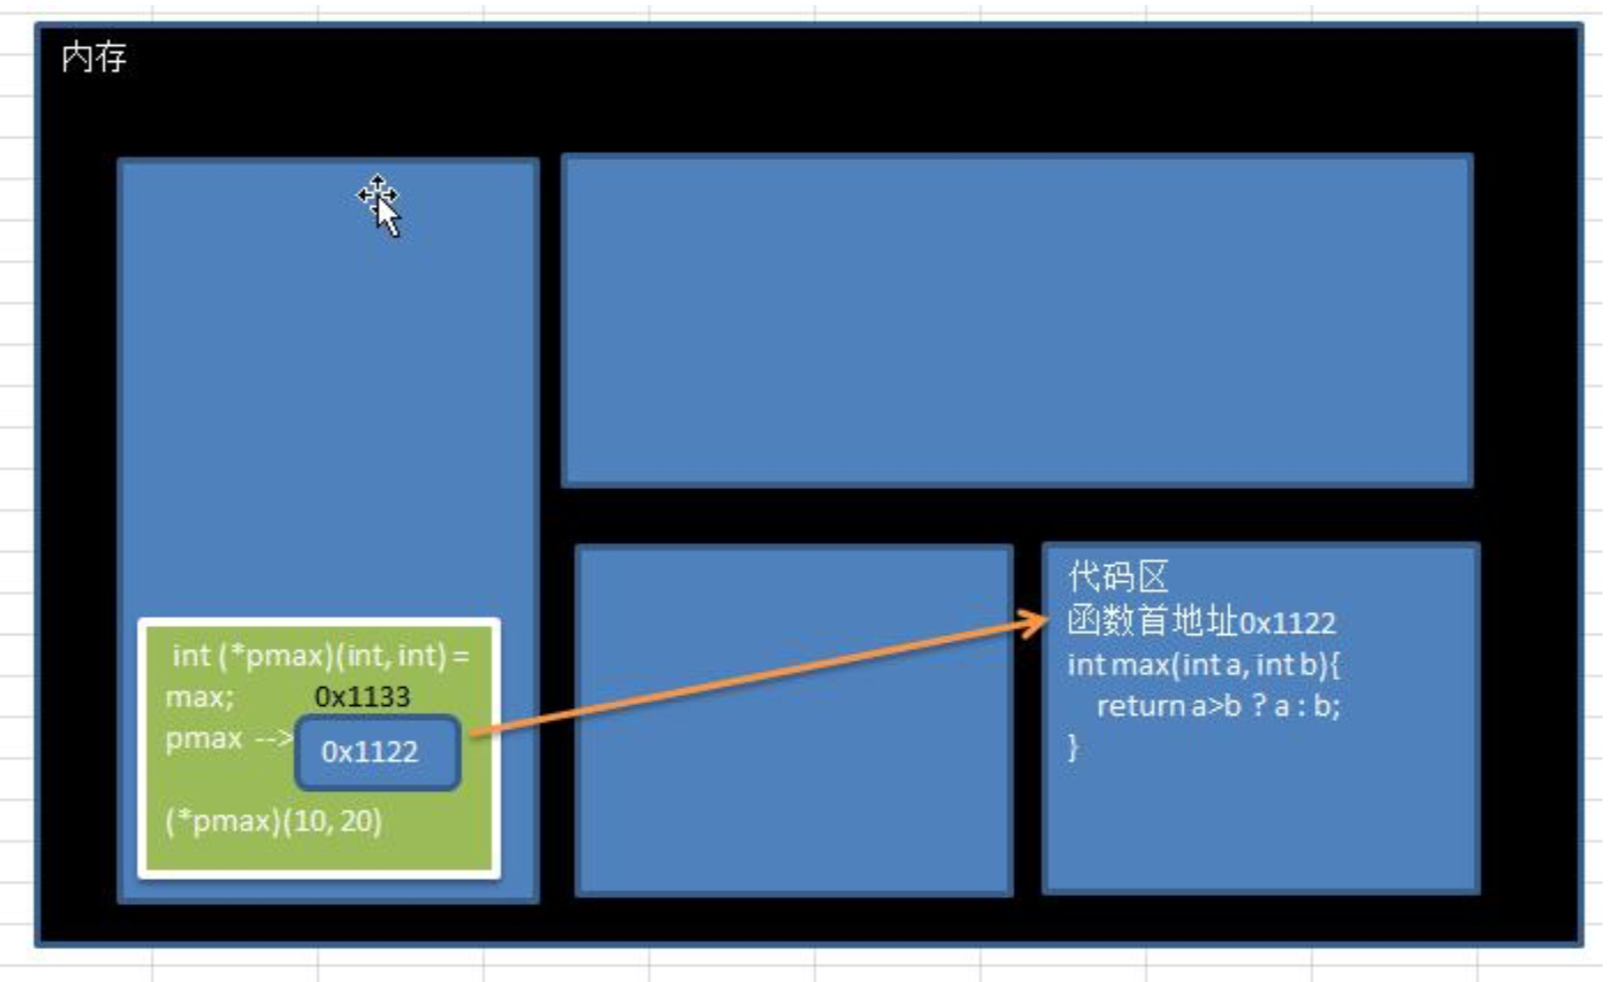 内存
int (*pmax)(int, int) =
max; 0x1133
pmax -->
0x1122
(*pmax)(10, 20)
代码区
函数首地址0x1122
int max(int a, int b){
return a>b ? a : b;
}